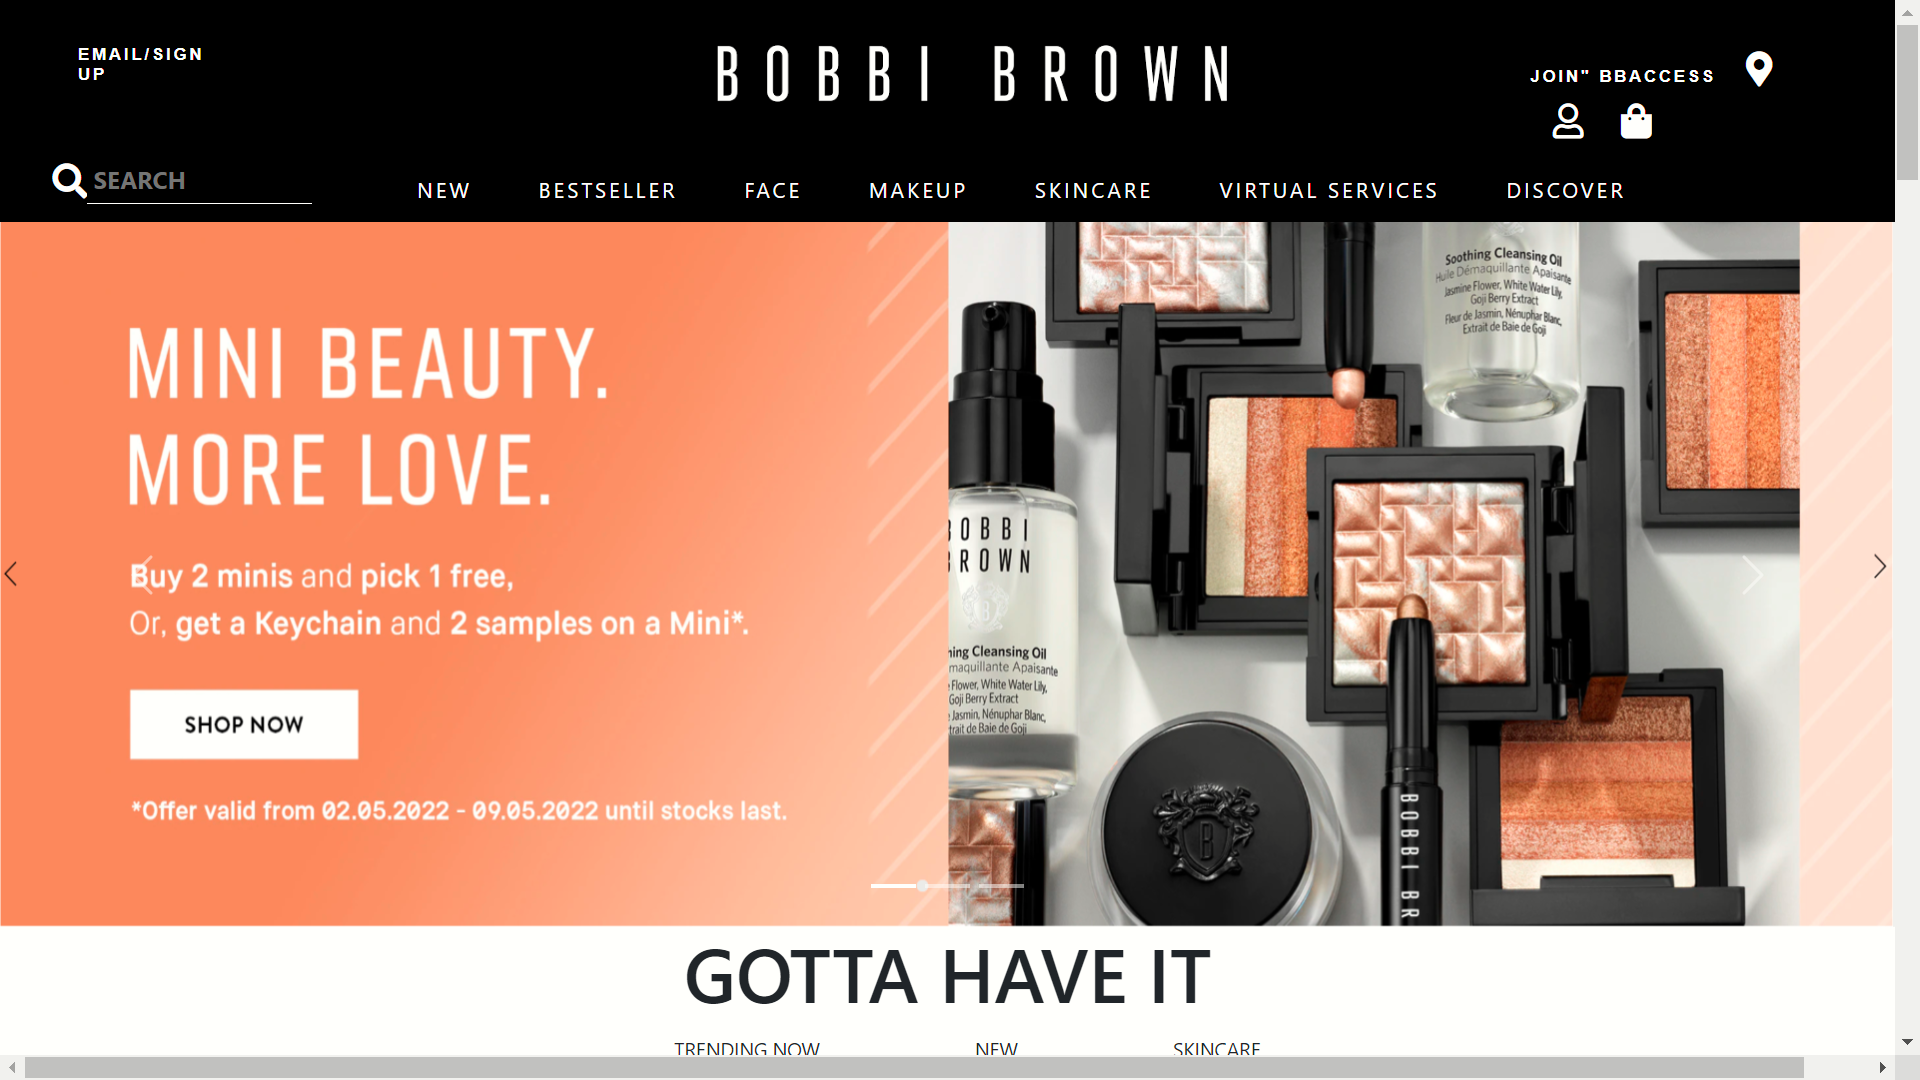 EMAIL/SIGN
UP
BOBBI BROWN
JOIN" BBACCESS
SEARCH
NEW
BESTSELLER
FACE
MAKEUP
SKINCARE
VIRTUAL SERVICES
DISCOVER
MINI BEAUTY.
MORE LOVE.
Buy 2 minis and pick 1 free,
Or, get a Keychain and 2 samples on a Mini*.
SHOP NOW
*Offer valid from 02.05.2022 - 09.05.2022 until stocks last.
Soothing Cleansing Oil
Huile Démaquillante Apaisante
Jasmine Flower, White Water Lily,
Goji Berry Extract
Fleur de Jasmin, Nénuphar Blanc,
Extrait de Baie de Goji
BOBBI
BROWN
B
Cleansing Oil
Apaisante
Flower, White Water Lily,
Goji Berry Extract
Jasmin, Nénuphar Blanc,
de Baie de Goji
B
BOBBI BR
GOTTA HAVE IT
TRENDING NOW
NEW
SKINCARE